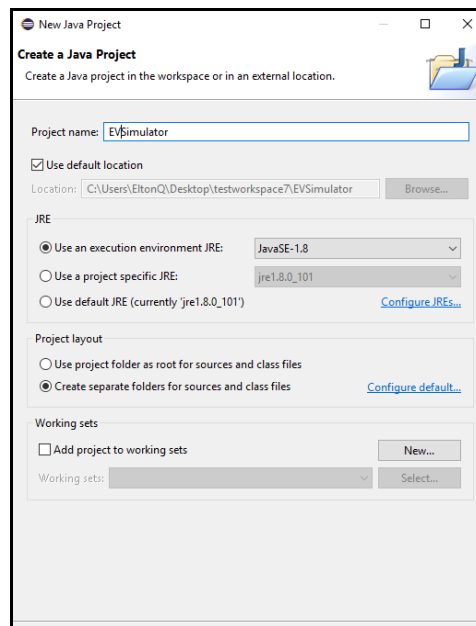 New Java Project
Create a Java Project
Create a Java project in the workspace or in an external location.
Project name: EVSimulator
Use default location
Location: C:\Users\EltonQ\Desktop\testworkspace7\EVSimulator Browse...
JRE
Use an execution environment JRE: JavaSE-1.8
Use a project specific JRE: jre1.8.0_101
Use default JRE (currently 'jre1.8.0_101') Configure JREs...
Project layout
Use project folder as root for sources and class files
Create separate folders for sources and class files Configure default...
Working sets
Add project to working sets New...
Working sets: Select...